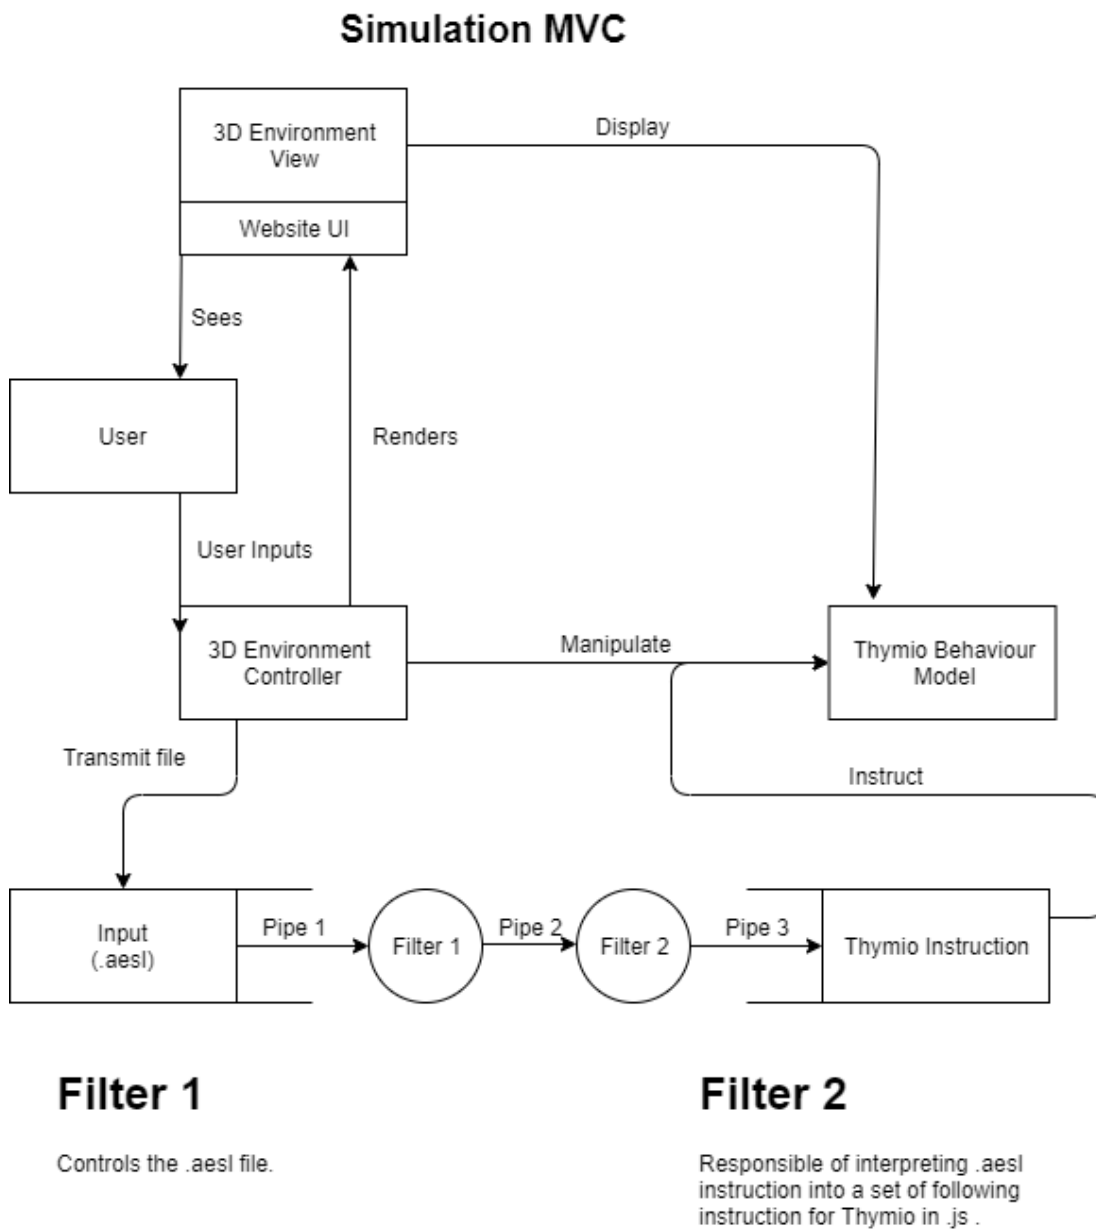 Simulation MVC
3D Environment
View
Display
Website UI
Sees
User
Renders
User Inputs
3D Environment
Controller
Manipulate
Thymio Behaviour
Model
Transmit file
Instruct
Input
(.aesl)
Pipe 1
Filter 1
Pipe 2
Filter 2
Pipe 3
Thymio Instruction
Filter 1
Controls the .aesl file.
Filter 2
Responsible of interpreting .aesl
instruction into a set of following
instruction for Thymio in .js .